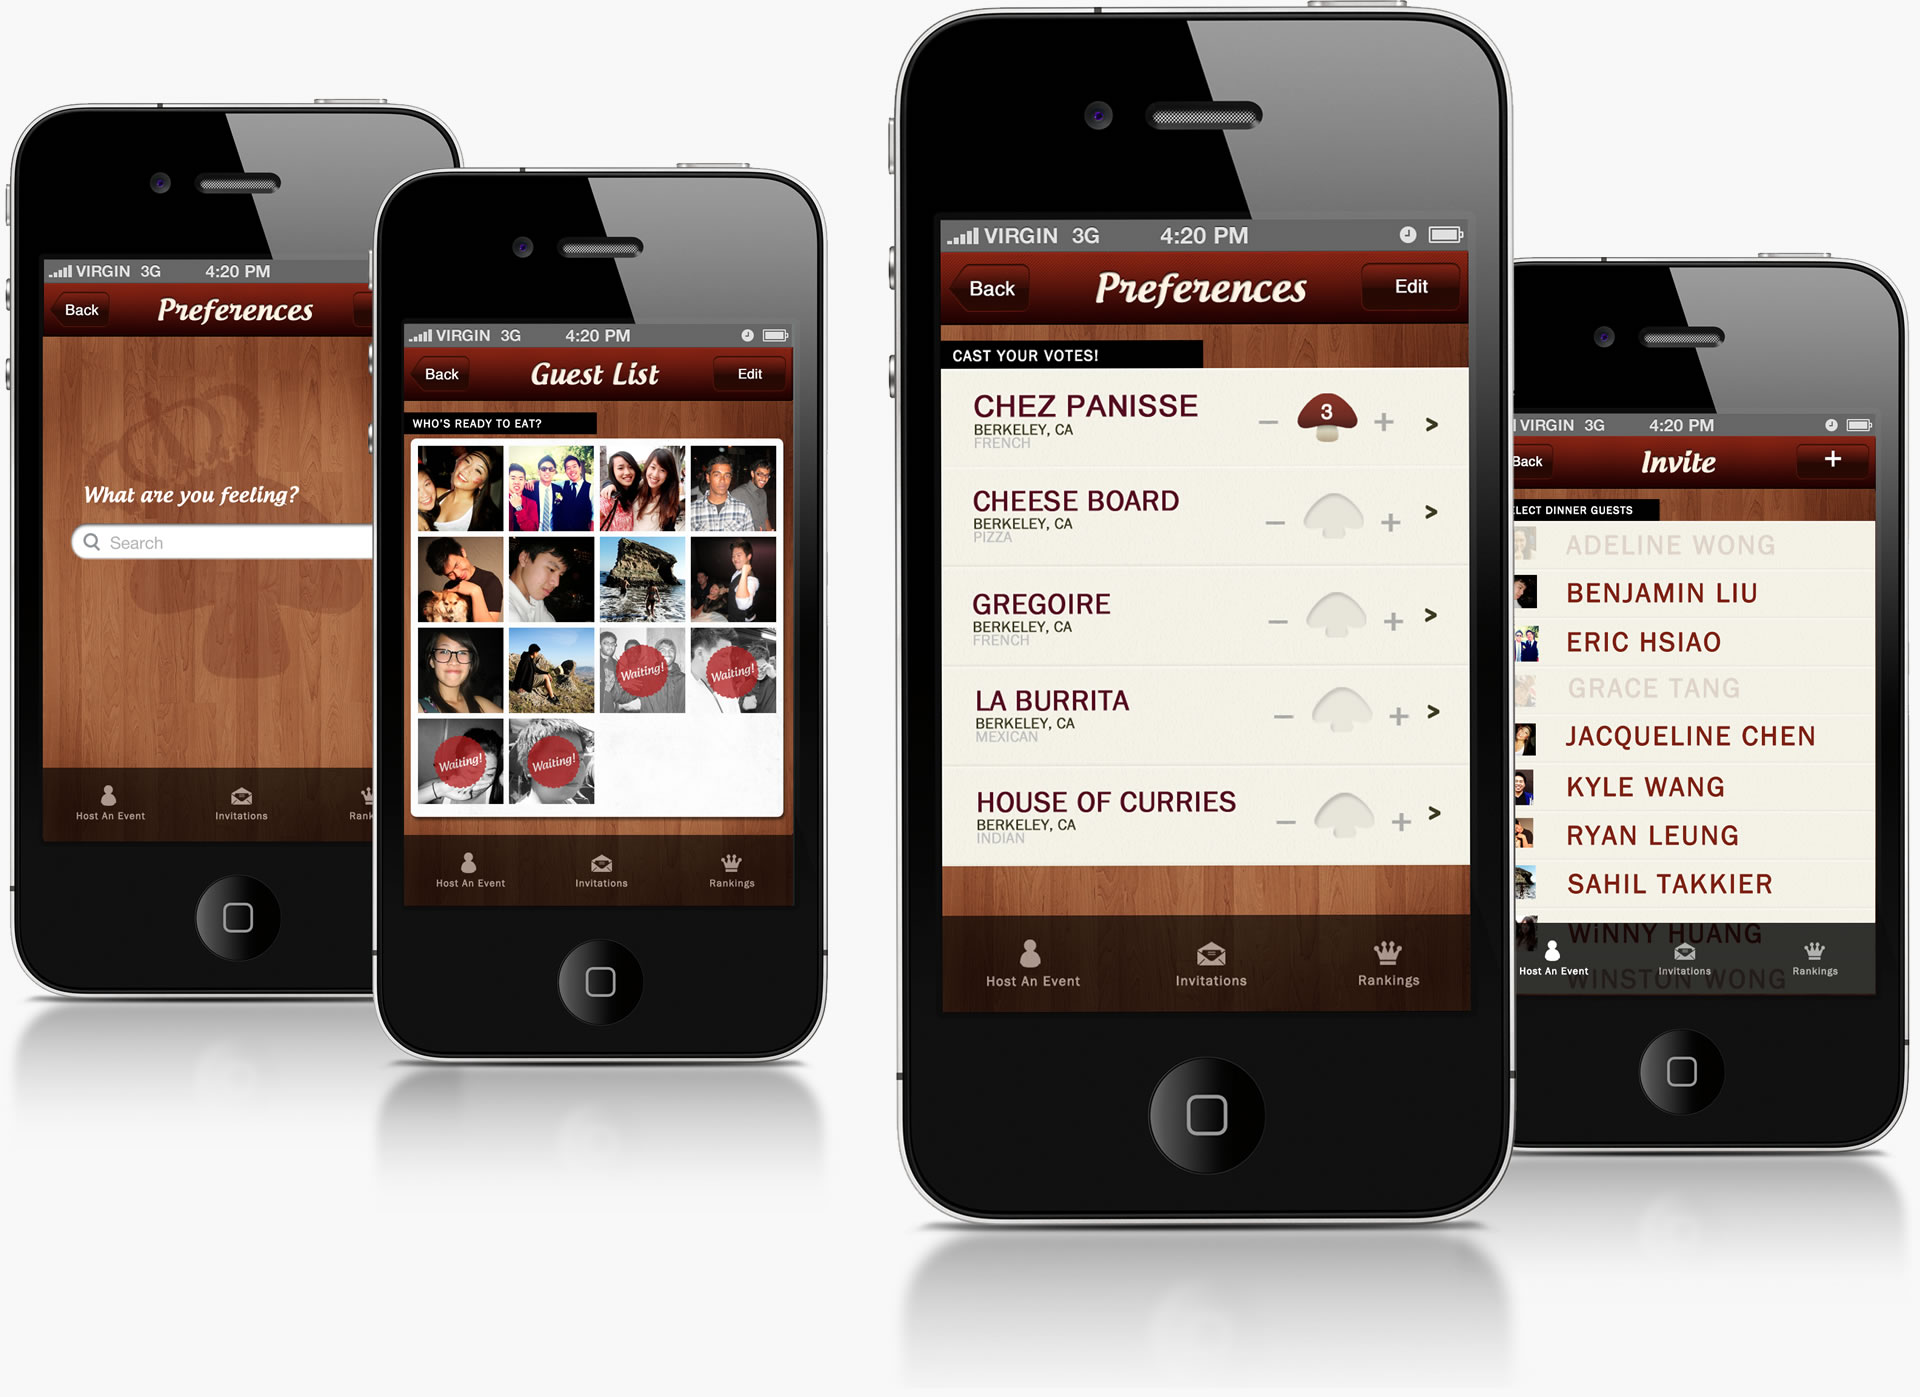 VIRGIN 3G 4:20 PM
Back Preferences
What are you feeling?
Search
Host An Event Invitations Rank
VIRGIN 3G 4:20 PM
Back Guest List Edit
WHO'S READY TO EAT?
Waiting! Waiting!
Waiting! Waiting!
Host An Event Invitations Rankings
VIRGIN 3G 4:20 PM
Back Preferences Edit
CAST YOUR VOTES!
CHEZ PANISSE
BERKELEY, CA
FRENCH
− 3 + >
CHEESE BOARD
BERKELEY, CA
PIZZA
− + >
GREGOIRE
BERKELEY, CA
FRENCH
− + >
LA BURRITA
BERKELEY, CA
MEXICAN
− + >
HOUSE OF CURRIES
BERKELEY, CA
INDIAN
− + >
Host An Event Invitations Rankings
VIRGIN 3G 4:20 PM
Back Invite +
LECT DINNER GUESTS
ADELINE WONG
BENJAMIN LIU
ERIC HSIAO
GRACE TANG
JACQUELINE CHEN
KYLE WANG
RYAN LEUNG
SAHIL TAKKIER
WiNNY HUANG
Host An Event Invitations Rankings
WINSTON WONG